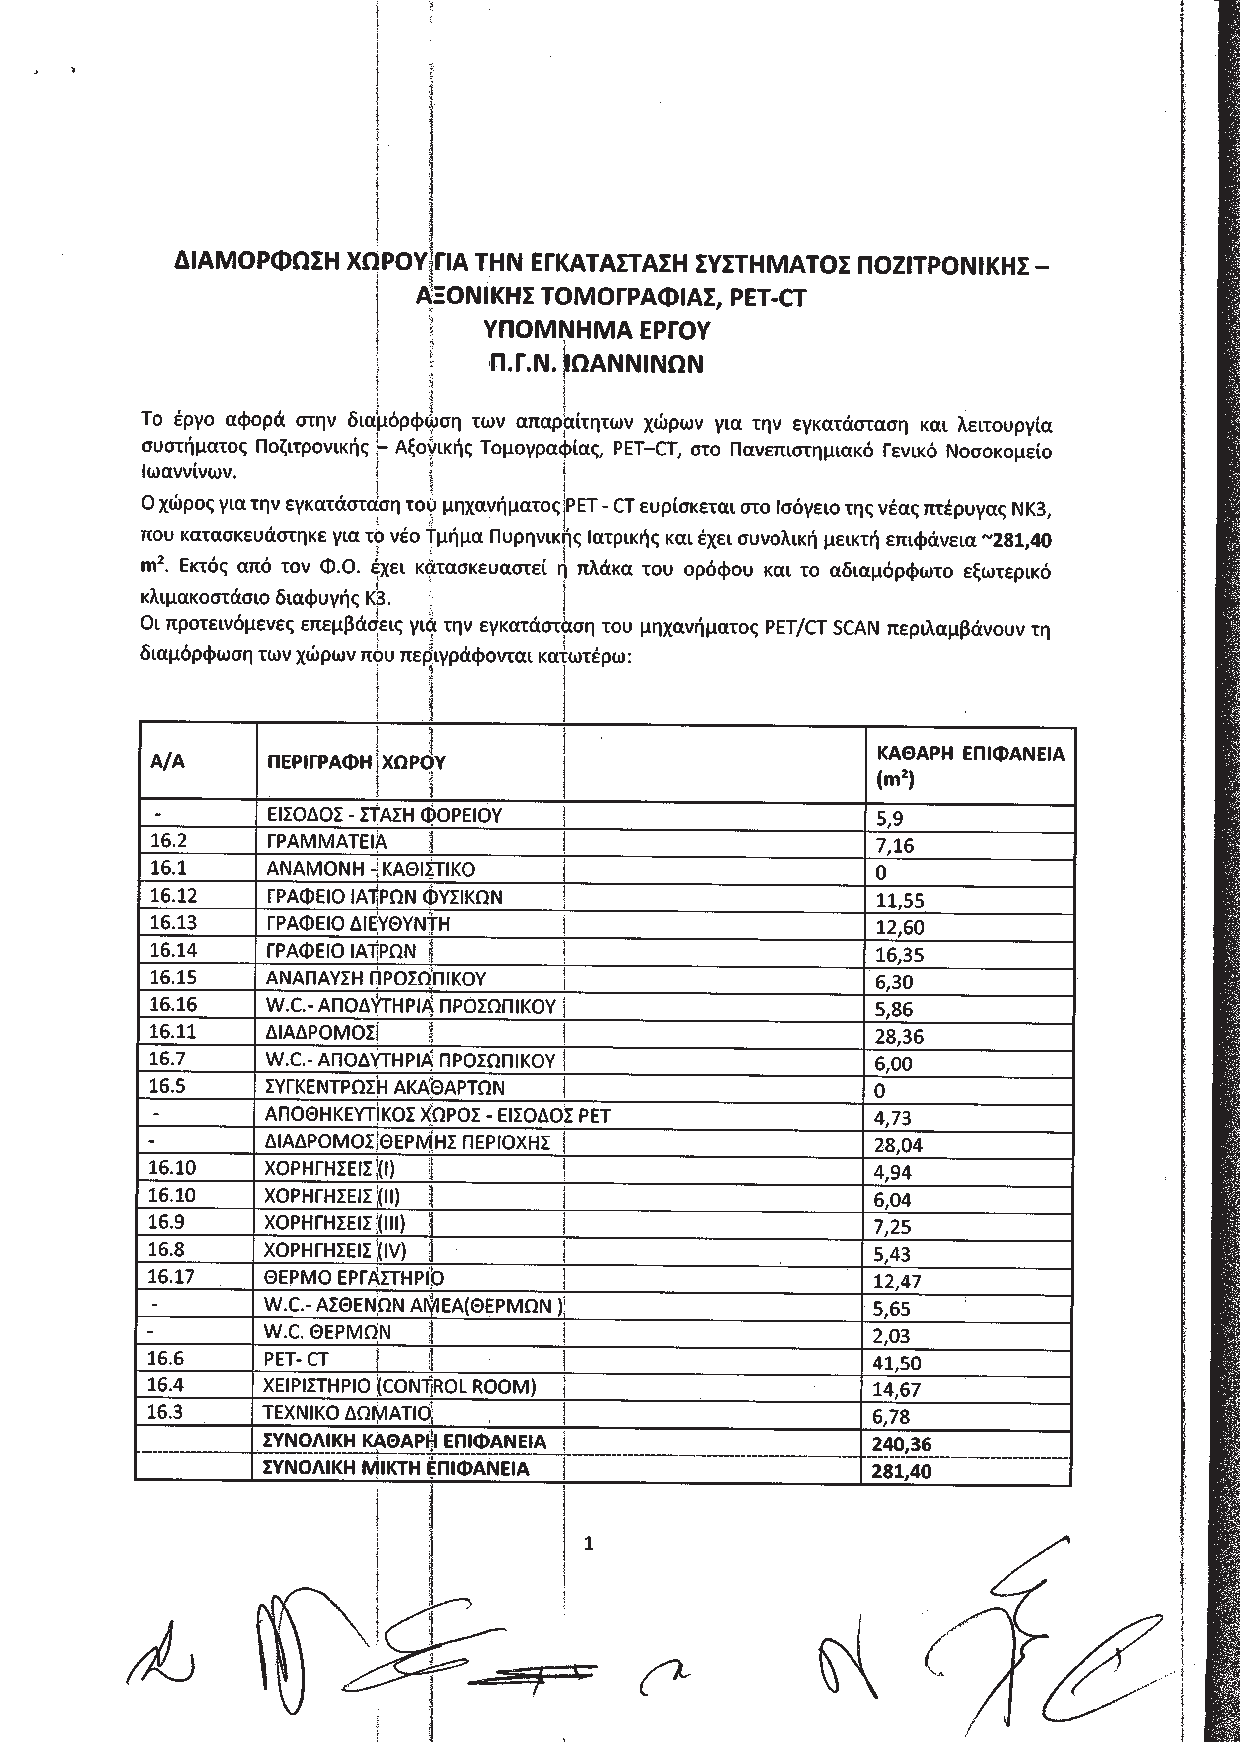 ΔΙΑΜΟΡΦΩΣΗ ΧΩΡΟΥ ΓΙΑ ΤΗΝ ΕΓΚΑΤΑΣΤΑΣΗ ΣΥΣΤΗΜΑΤΟΣ ΠΟΖΙΤΡΟΝΙΚΗΣ –
ΑΞΟΝΙΚΗΣ ΤΟΜΟΓΡΑΦΙΑΣ, PET-CT
ΥΠΟΜΝΗΜΑ ΕΡΓΟΥ
Π.Γ.Ν. ΙΩΑΝΝΙΝΩΝ
Το έργο αφορά στην διαμόρφωση των απαραίτητων χώρων για την εγκατάσταση και λειτουργία
συστήματος Ποζιτρονικής – Αξονικής Τομογραφίας, PET–CT, στο Πανεπιστημιακό Γενικό Νοσοκομείο
Ιωαννίνων.
Ο χώρος για την εγκατάσταση του μηχανήματος PET - CT ευρίσκεται στο Ισόγειο της νέας πτέρυγας ΝΚ3,
που κατασκευάστηκε για το νέο Τμήμα Πυρηνικής Ιατρικής και έχει συνολική μεικτή επιφάνεια ~281,40
m². Εκτός από τον Φ.Ο. έχει κατασκευαστεί η πλάκα του ορόφου και το αδιαμόρφωτο εξωτερικό
κλιμακοστάσιο διαφυγής Κ3.
Οι προτεινόμενες επεμβάσεις για την εγκατάσταση του μηχανήματος PET/CT SCAN περιλαμβάνουν τη
διαμόρφωση των χώρων που περιγράφονται κατωτέρω:
Α/Α ΠΕΡΙΓΡΑΦΗ ΧΩΡΟΥ ΚΑΘΑΡΗ ΕΠΙΦΑΝΕΙΑ (m²)
- ΕΙΣΟΔΟΣ - ΣΤΑΣΗ ΦΟΡΕΙΟΥ 5,9
16.2 ΓΡΑΜΜΑΤΕΙΑ 7,16
16.1 ΑΝΑΜΟΝΗ - ΚΑΘΙΣΤΙΚΟ 0
16.12 ΓΡΑΦΕΙΟ ΙΑΤΡΩΝ ΦΥΣΙΚΩΝ 11,55
16.13 ΓΡΑΦΕΙΟ ΔΙΕΥΘΥΝΤΗ 12,60
16.14 ΓΡΑΦΕΙΟ ΙΑΤΡΩΝ 16,35
16.15 ΑΝΑΠΑΥΣΗ ΠΡΟΣΩΠΙΚΟΥ 6,30
16.16 W.C.- ΑΠΟΔΥΤΗΡΙΑ ΠΡΟΣΩΠΙΚΟΥ 5,86
16.11 ΔΙΑΔΡΟΜΟΣ 28,36
16.7 W.C.- ΑΠΟΔΥΤΗΡΙΑ ΠΡΟΣΩΠΙΚΟΥ 6,00
16.5 ΣΥΓΚΕΝΤΡΩΣΗ ΑΚΑΘΑΡΤΩΝ 0
- ΑΠΟΘΗΚΕΥΤΙΚΟΣ ΧΩΡΟΣ - ΕΙΣΟΔΟΣ PET 4,73
- ΔΙΑΔΡΟΜΟΣ ΘΕΡΜΗΣ ΠΕΡΙΟΧΗΣ 28,04
16.10 ΧΟΡΗΓΗΣΕΙΣ (I) 4,94
16.10 ΧΟΡΗΓΗΣΕΙΣ (II) 6,04
16.9 ΧΟΡΗΓΗΣΕΙΣ (III) 7,25
16.8 ΧΟΡΗΓΗΣΕΙΣ (IV) 5,43
16.17 ΘΕΡΜΟ ΕΡΓΑΣΤΗΡΙΟ 12,47
- W.C.- ΑΣΘΕΝΩΝ ΑΜΕΑ(ΘΕΡΜΩΝ ) 5,65
- W.C. ΘΕΡΜΩΝ 2,03
16.6 PET- CT 41,50
16.4 ΧΕΙΡΙΣΤΗΡΙΟ (CONTROL ROOM) 14,67
16.3 ΤΕΧΝΙΚΟ ΔΩΜΑΤΙΟ 6,78
ΣΥΝΟΛΙΚΗ ΚΑΘΑΡΗ ΕΠΙΦΑΝΕΙΑ 240,36
ΣΥΝΟΛΙΚΗ ΜΙΚΤΗ ΕΠΙΦΑΝΕΙΑ 281,40
1